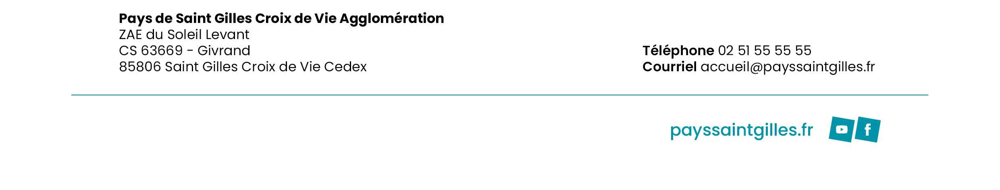 Pays de Saint Gilles Croix de Vie Agglomération
ZAE du Soleil Levant
CS 63669 - Givrand
85806 Saint Gilles Croix de Vie Cedex
Téléphone 02 51 55 55 55
Courriel accueil@payssaintgilles.fr
payssaintgilles.fr